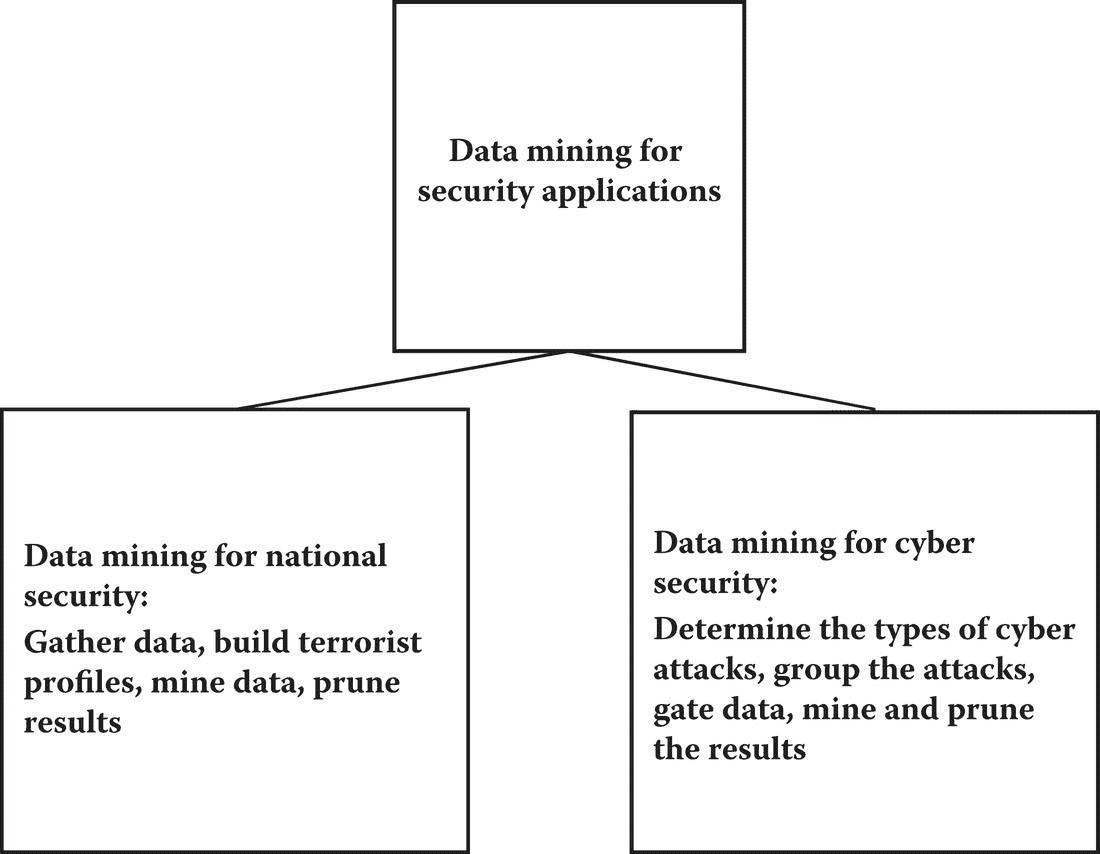 Data mining for
security applications
Data mining for national
security:
Gather data, build terrorist
profiles, mine data, prune
results
Data mining for cyber
security:
Determine the types of cyber
attacks, group the attacks,
gate data, mine and prune
the results